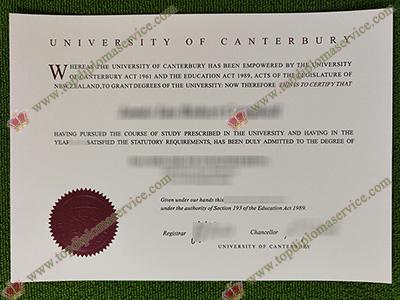 UNIVERSITY OF CANTERBURY
WHEREAS THE UNIVERSITY OF CANTERBURY HAS BEEN EMPOWERED BY THE UNIVERSITY
OF CANTERBURY ACT 1961 AND THE EDUCATION ACT 1989, ACTS OF THE LEGISLATURE OF
NEW ZEALAND, TO GRANT DEGREES OF THE UNIVERSITY: NOW THEREFORE THIS IS TO CERTIFY THAT
HAVING PURSUED THE COURSE OF STUDY PRESCRIBED IN THE UNIVERSITY AND HAVING IN THE
YEAR SATISFIED THE STATUTORY REQUIREMENTS, HAS BEEN DULY ADMITTED TO THE DEGREE OF
Given under our hands this
under the authority of Section 193 of the Education Act 1989.
Registrar Chancellor
UNIVERSITY OF CANTERBURY
www.topdiplomaservice.com